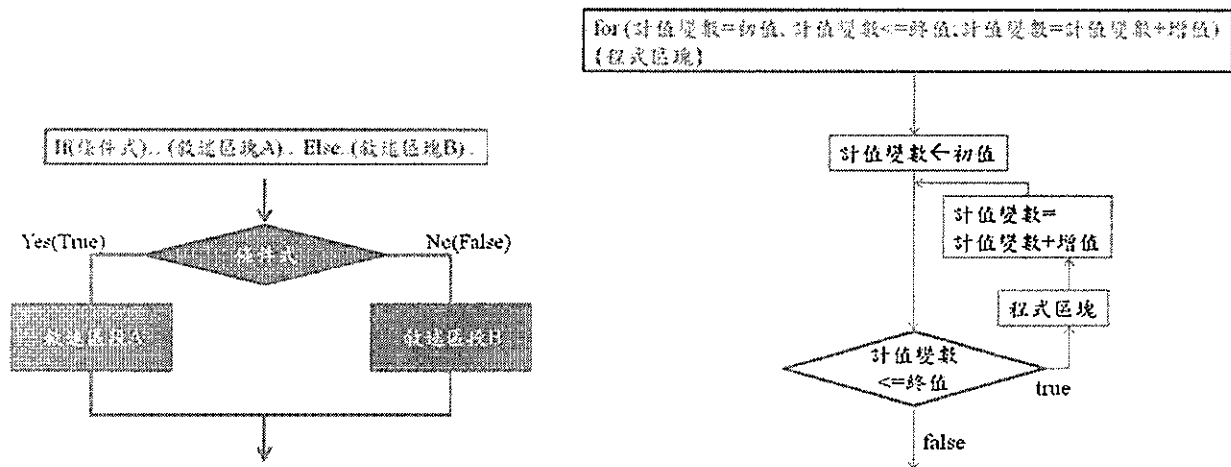 If(條件式).. (敘述區塊A) . Else..(敘述區塊B) .
Yes(True)
No(False)
條件式
敘述區段A
敘述區段B
for (計值變數=初值, 計值變數<=終值;計值變數=計值變數+增值)
{程式區塊}
計值變數←初值
計值變數=
計值變數+增值
程式區塊
計值變數
<=終值
true
false